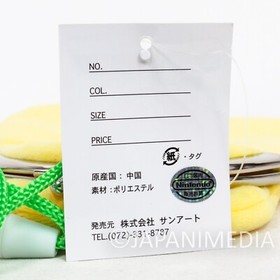 NO.
COL.
SIZE
PRICE
紙・タグ
原産国：中国
素材：ポリエステル
Nintendo
発売元 株式会社 サンアート
TEL.(072)-331-8787
©JAPANIMEDIA